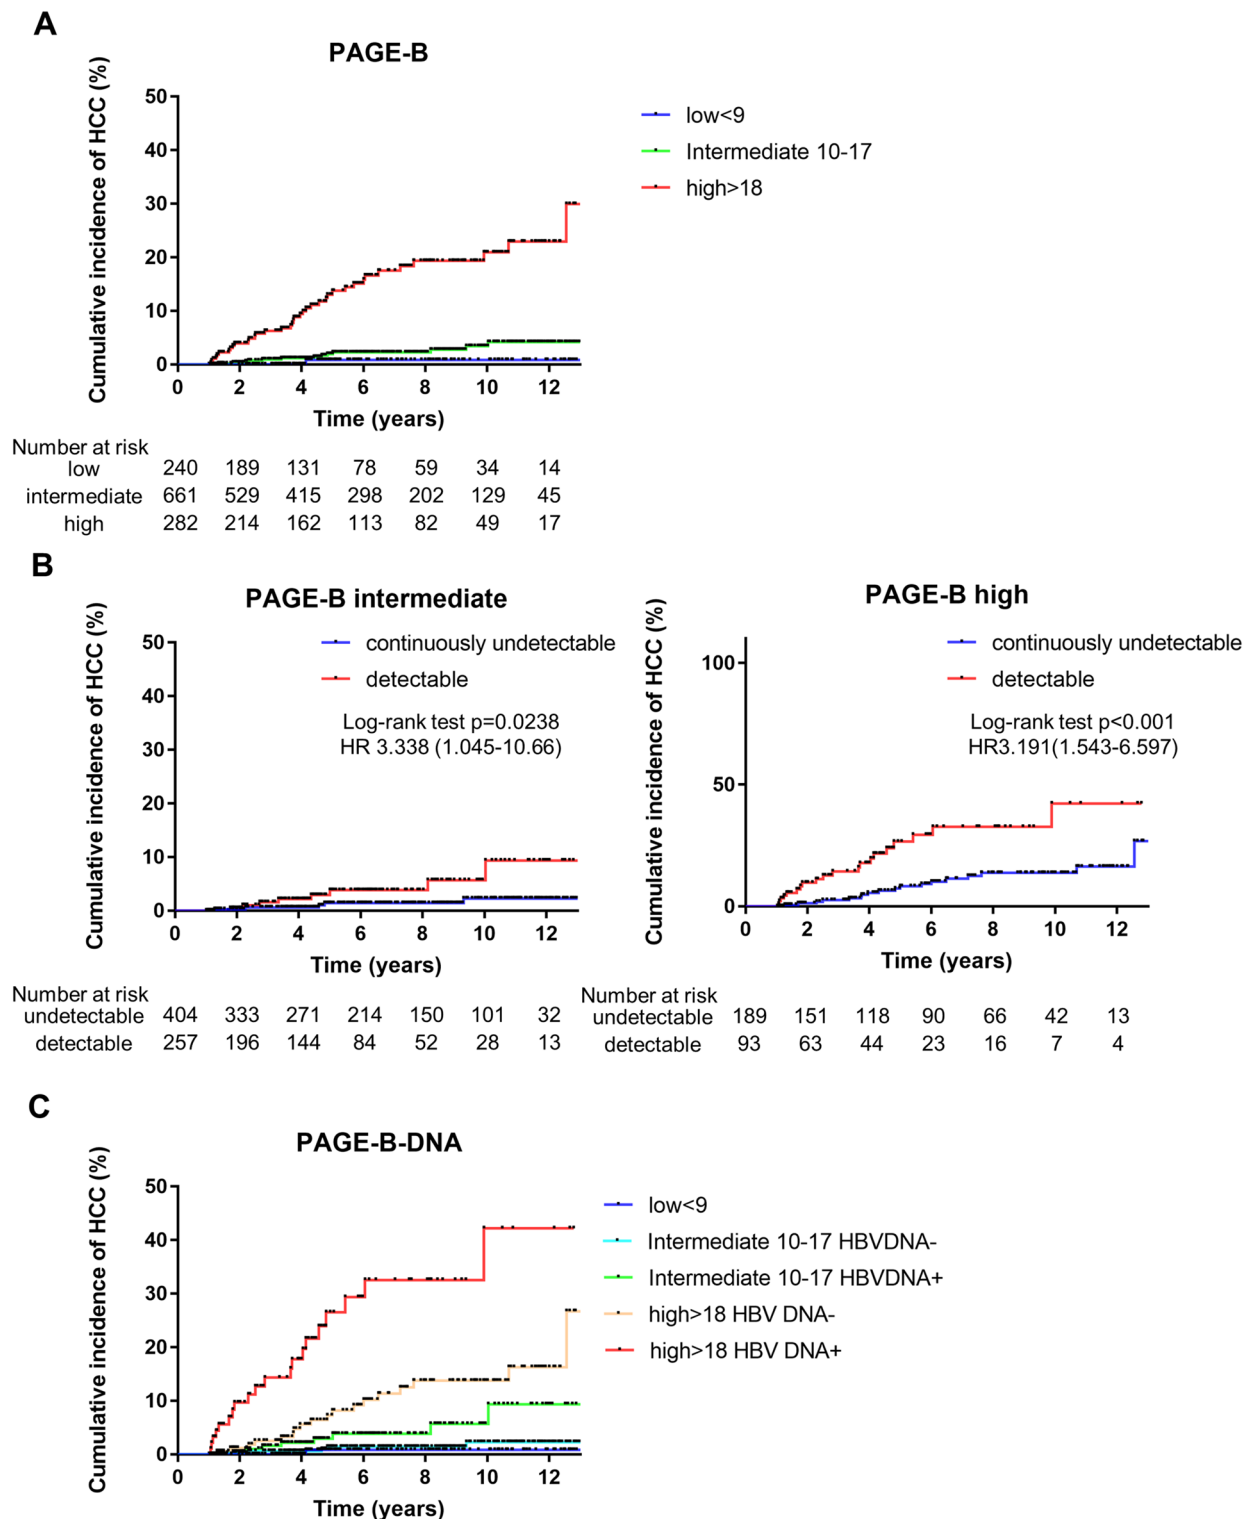 A
PAGE-B
Cumulative incidence of HCC (%)
50
40
30
20
10
0
0 2 4 6 8 10 12
Time (years)
low<9
Intermediate 10-17
high>18
Number at risk
low 240 189 131 78 59 34 14
intermediate 661 529 415 298 202 129 45
high 282 214 162 113 82 49 17
B
PAGE-B intermediate
Cumulative incidence of HCC (%)
50
40
30
20
10
0
0 2 4 6 8 10 12
Time (years)
continuously undetectable
detectable
Log-rank test p=0.0238
HR 3.338 (1.045-10.66)
Number at risk
undetectable 404 333 271 214 150 101 32
detectable 257 196 144 84 52 28 13
PAGE-B high
Cumulative incidence of HCC (%)
100
50
0
0 2 4 6 8 10 12
Time (years)
continuously undetectable
detectable
Log-rank test p<0.001
HR3.191(1.543-6.597)
Number at risk
undetectable 189 151 118 90 66 42 13
detectable 93 63 44 23 16 7 4
C
PAGE-B-DNA
Cumulative incidence of HCC (%)
50
40
30
20
10
0
0 2 4 6 8 10 12
Time (years)
low<9
Intermediate 10-17 HBVDNA-
Intermediate 10-17 HBVDNA+
high>18 HBV DNA-
high>18 HBV DNA+